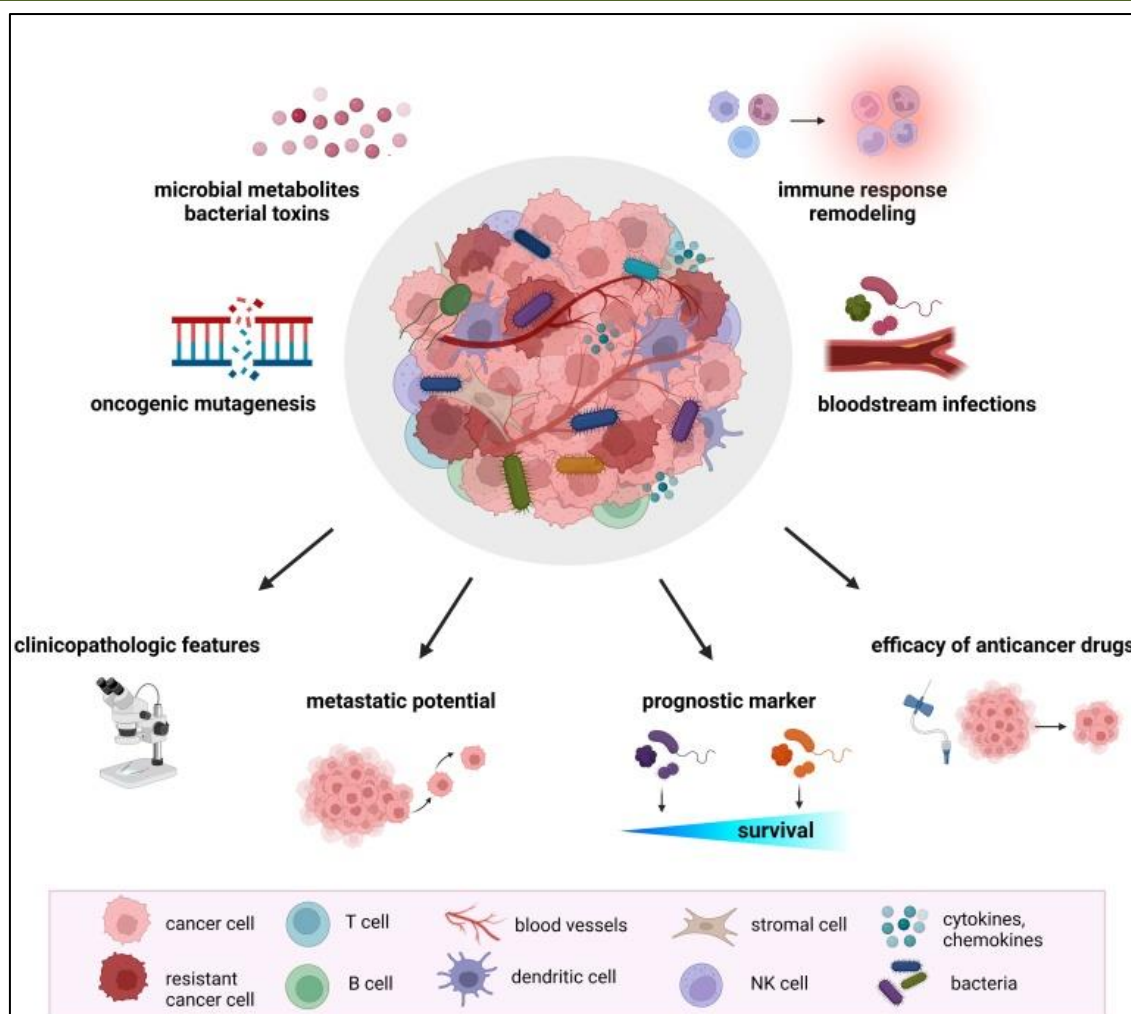 microbial metabolites
bacterial toxins
immune response
remodeling
oncogenic mutagenesis
bloodstream infections
clinicopathologic features
efficacy of anticancer drugs
metastatic potential
prognostic marker
survival
cancer cell
T cell
blood vessels
stromal cell
cytokines,
chemokines
resistant
cancer cell
B cell
dendritic cell
NK cell
bacteria